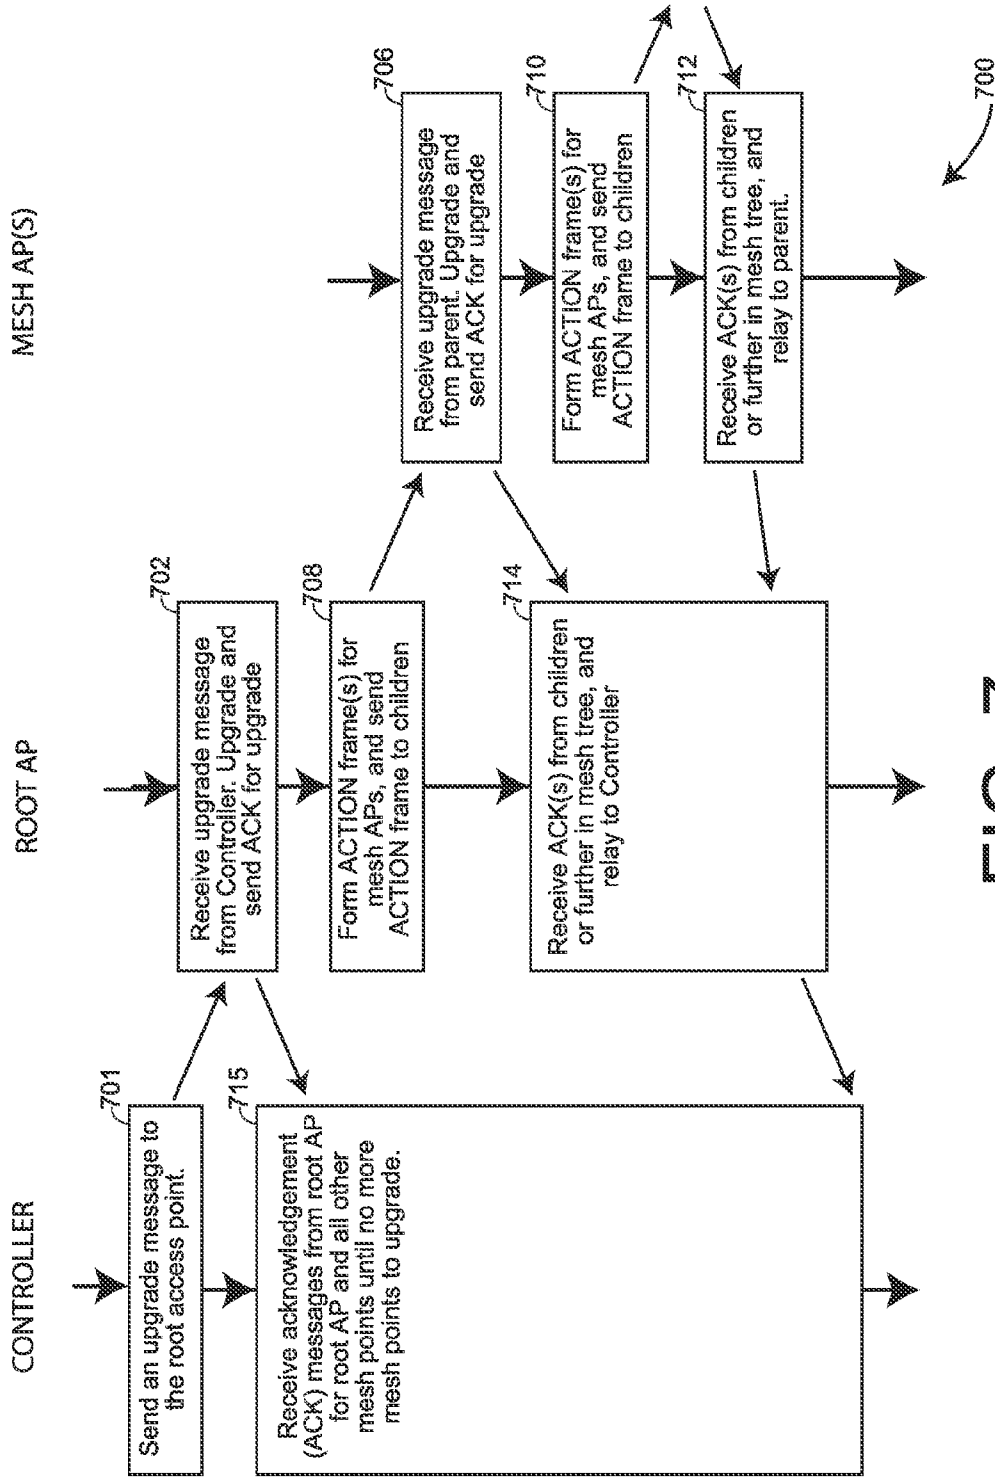 CONTROLLER
ROOT AP
MESH AP(S)
701
Send an upgrade message to
the root access point.
715
Receive acknowledgement
(ACK) messages from root AP
for root AP and all other
mesh points until no more
mesh points to upgrade.
702
Receive upgrade message
from Controller. Upgrade and
send ACK for upgrade
708
Form ACTION frame(s) for
mesh APs, and send
ACTION frame to children
714
Receive ACK(s) from children
or further in mesh tree, and
relay to Controller
706
Receive upgrade message
from parent. Upgrade and
send ACK for upgrade
710
Form ACTION frame(s) for
mesh APs, and send
ACTION frame to children
712
Receive ACK(s) from children
or further in mesh tree, and
relay to parent.
700